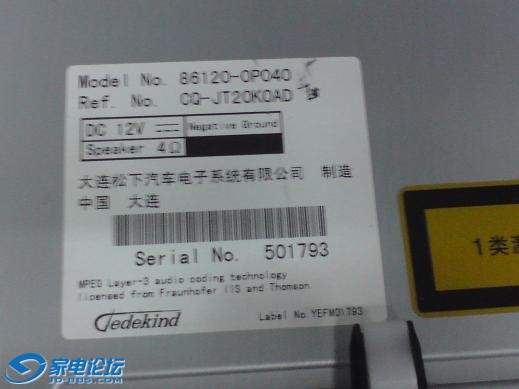 Model No. 86120-0P040
Ref. No. CQ-JT20K0AD
DC 12V
Negative Ground
Speaker 4Ω
大连松下汽车电子系统有限公司 制造
中国 大连
Serial No. 501793
MPEG Layer-3 audio coding technology
licensed from Fraunhofer IIS and Thomson.
Dedekind
Label No. YEFM01793
1类
家电论坛
JD-BBS.COM